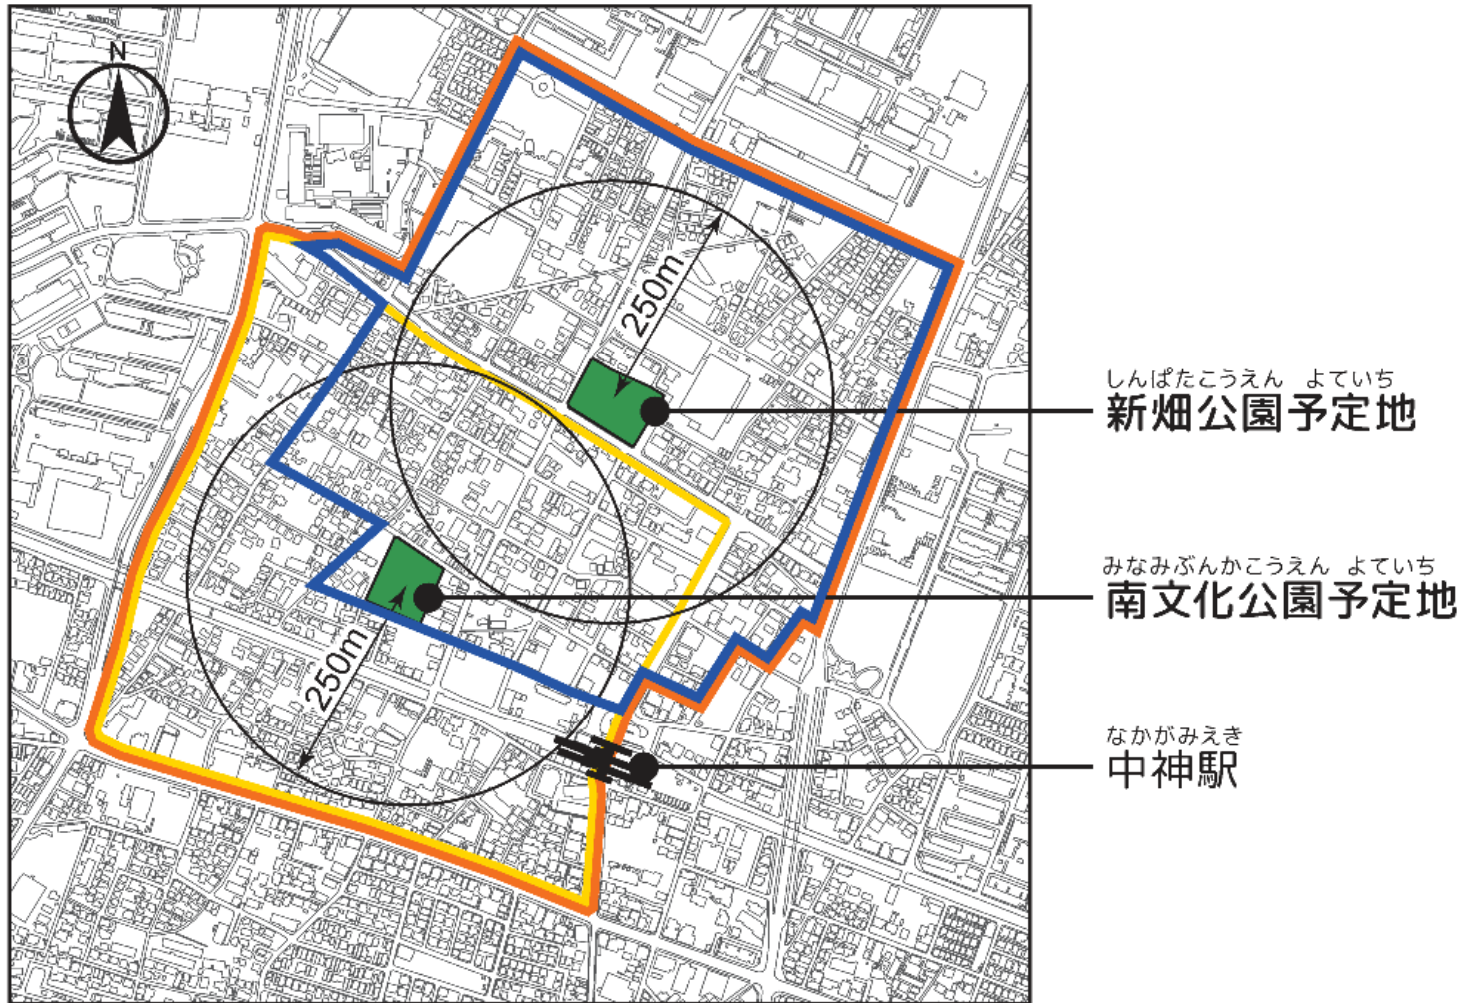 N
250m
250m
しんぱたこうえん よていち
新畑公園予定地
みなみぶんかこうえん よていち
南文化公園予定地
なかがみえき
中神駅